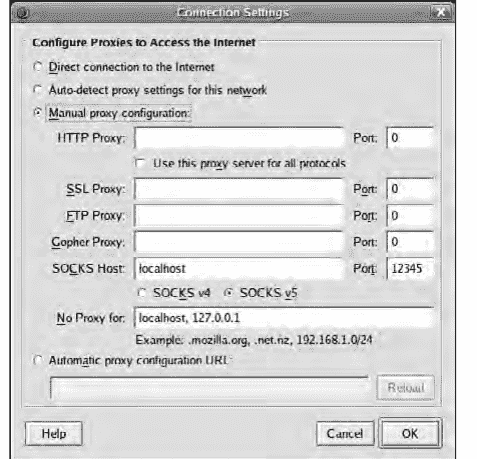 Connection Settings
Configure Proxies to Access the Internet
Direct connection to the Internet
Auto-detect proxy settings for this network
Manual proxy configuration:
HTTP Proxy: Port: 0
Use this proxy server for all protocols
SSL Proxy: Port: 0
FTP Proxy: Port: 0
Gopher Proxy: Port: 0
SOCKS Host: localhost Port: 12345
SOCKS v4 SOCKS v5
No Proxy for: localhost, 127.0.0.1
Example: .mozilla.org, .net.nz, 192.168.1.0/24
Automatic proxy configuration URL:
Reload
Help Cancel OK